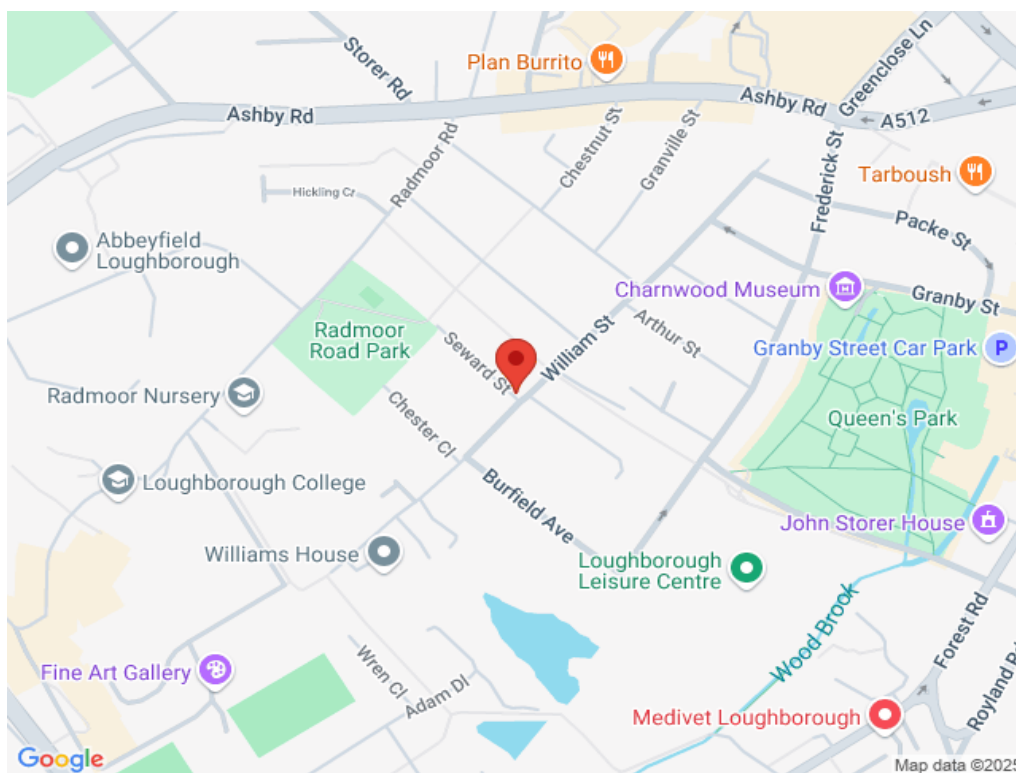 Plan Burrito
Greenclose Ln
Storer Rd
Ashby Rd
Ashby Rd
A512
Chestnut St
Granville St
Frederick St
Radmoor Rd
Tarboush
Hickling Cr
Packe St
Abbeyfield
Loughborough
Charnwood Museum
Granby St
Radmoor
Road Park
Seward St
William St
Arthur St
Granby Street Car Park
P
Radmoor Nursery
Chester Cl
Queen's Park
Loughborough College
Burfield Ave
John Storer House
Williams House
Loughborough
Leisure Centre
Wood Brook
Forest Rd
Fine Art Gallery
Wren Cl
Adam Dl
Royland
Medivet Loughborough
Google
Map data ©2025